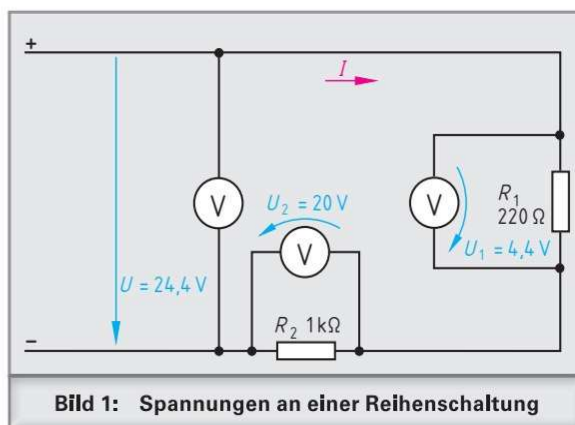 +
I
V
V
V
U₂ = 20 V
R₁
220 Ω
U₁ = 4,4 V
U = 24,4 V
R₂ 1kΩ
–
Bild 1: Spannungen an einer Reihenschaltung